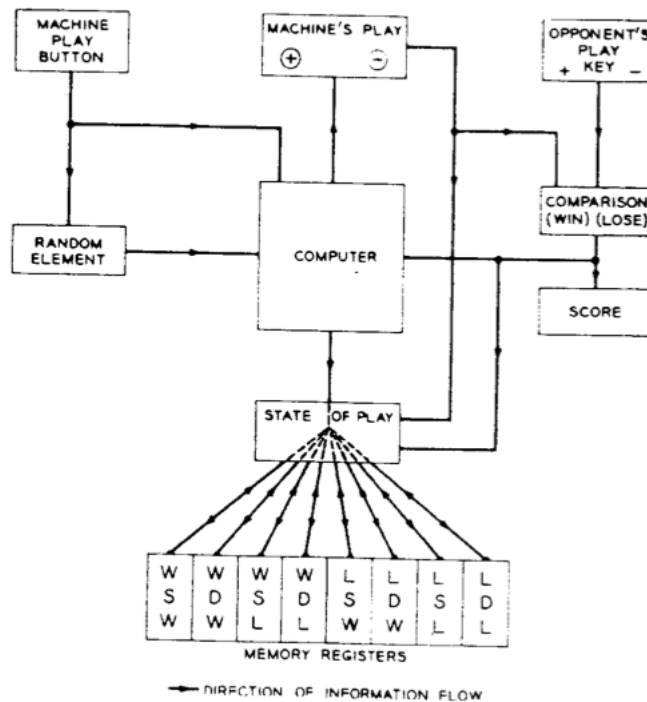 MACHINE
PLAY
BUTTON
MACHINE'S PLAY
+ −
OPPONENT'S
PLAY
KEY
+ −
RANDOM
ELEMENT
COMPUTER
COMPARISON
(WIN) (LOSE)
SCORE
STATE OF PLAY
W W W W L L L L
S D S D S D S D
W W L L W W L L
MEMORY REGISTERS
DIRECTION OF INFORMATION FLOW